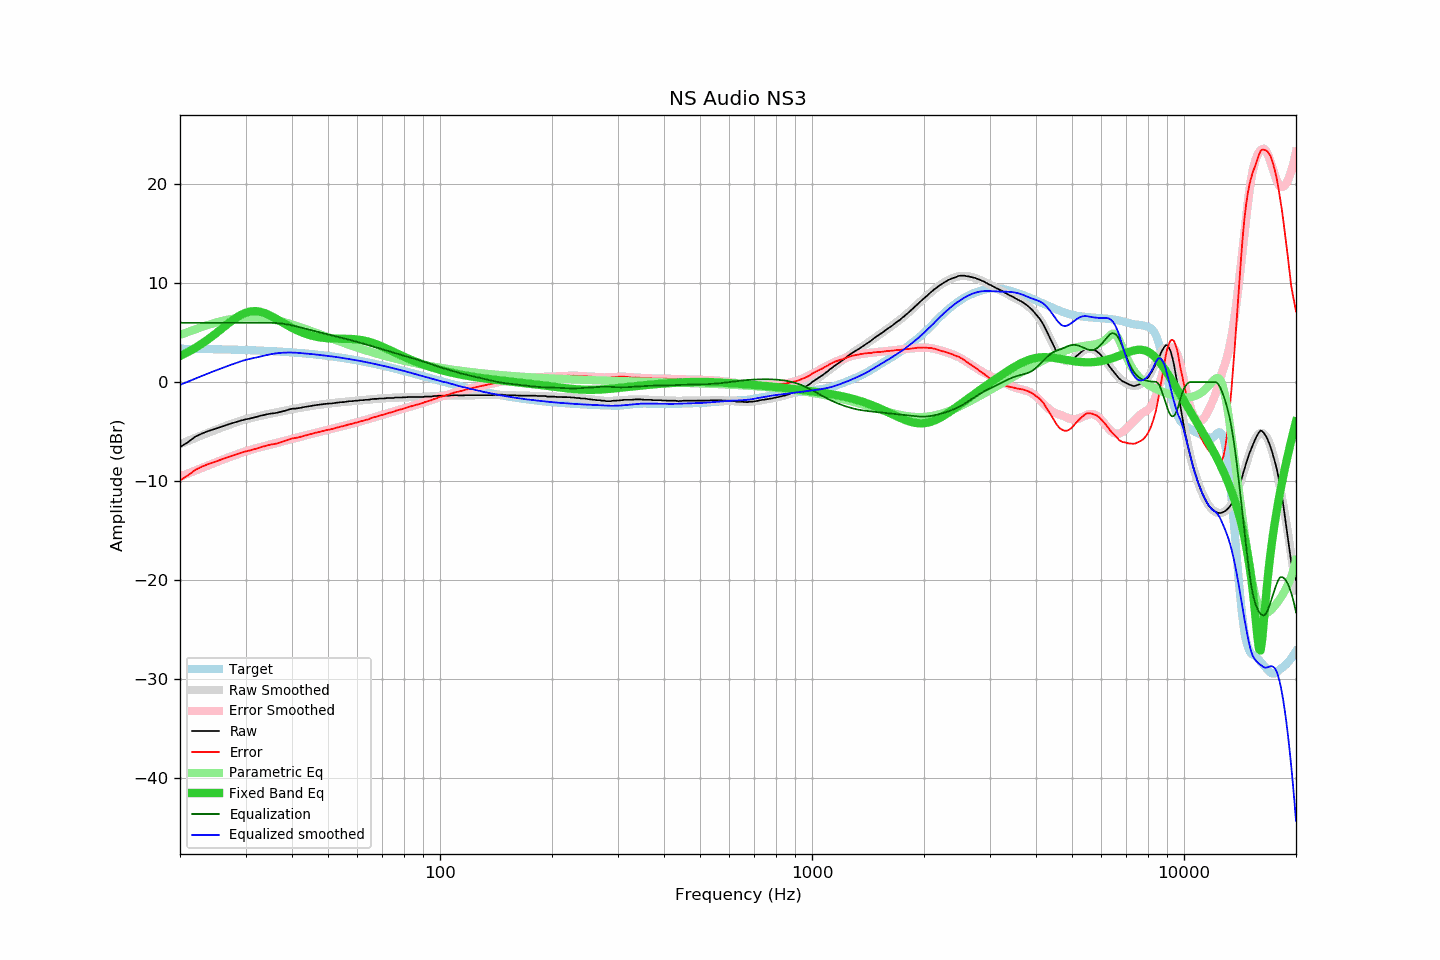 NS Audio NS3
20
10
0
−10
−20
−30
−40
Amplitude (dBr)
Target
Raw Smoothed
Error Smoothed
Raw
Error
Parametric Eq
Fixed Band Eq
Equalization
Equalized smoothed
100
1000
10000
Frequency (Hz)